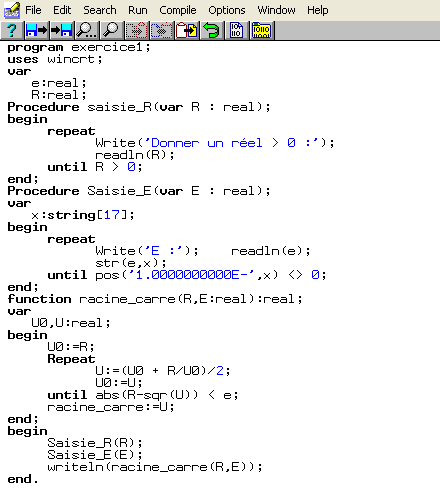 File Edit Search Run Compile Options Window Help
program exercice1;
uses wincrt;
var
e:real;
R:real;
Procedure saisie_R(var R : real);
begin
repeat
Write('Donner un réel > 0 :');
readln(R);
until R > 0;
end;
Procedure Saisie_E(var E : real);
var
x:string[17];
begin
repeat
Write('E :'); readln(e);
str(e,x);
until pos('1.0000000000E-',x) <> 0;
end;
function racine_carre(R,E:real):real;
var
U0,U:real;
begin
U0:=R;
Repeat
U:=(U0 + R/U0)/2;
U0:=U;
until abs(R-sqr(U)) < e;
racine_carre:=U;
end;
begin
Saisie_R(R);
Saisie_E(E);
writeln(racine_carre(R,E));
end.